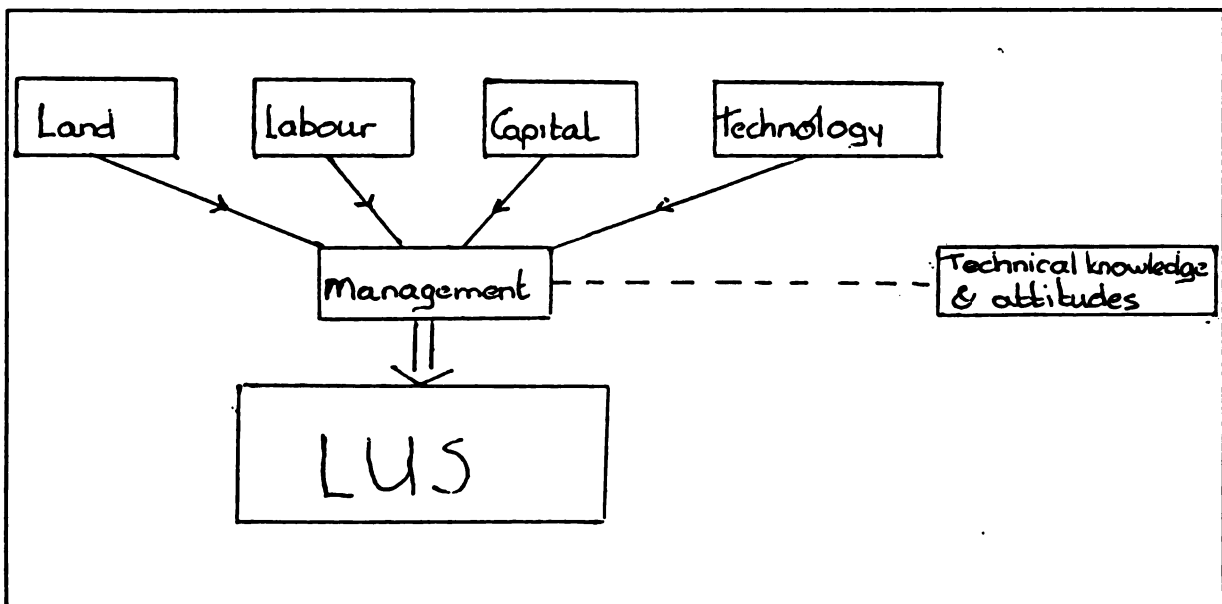 Land
Labour
Capital
Technology
Management
Technical knowledge
& attitudes
LUS